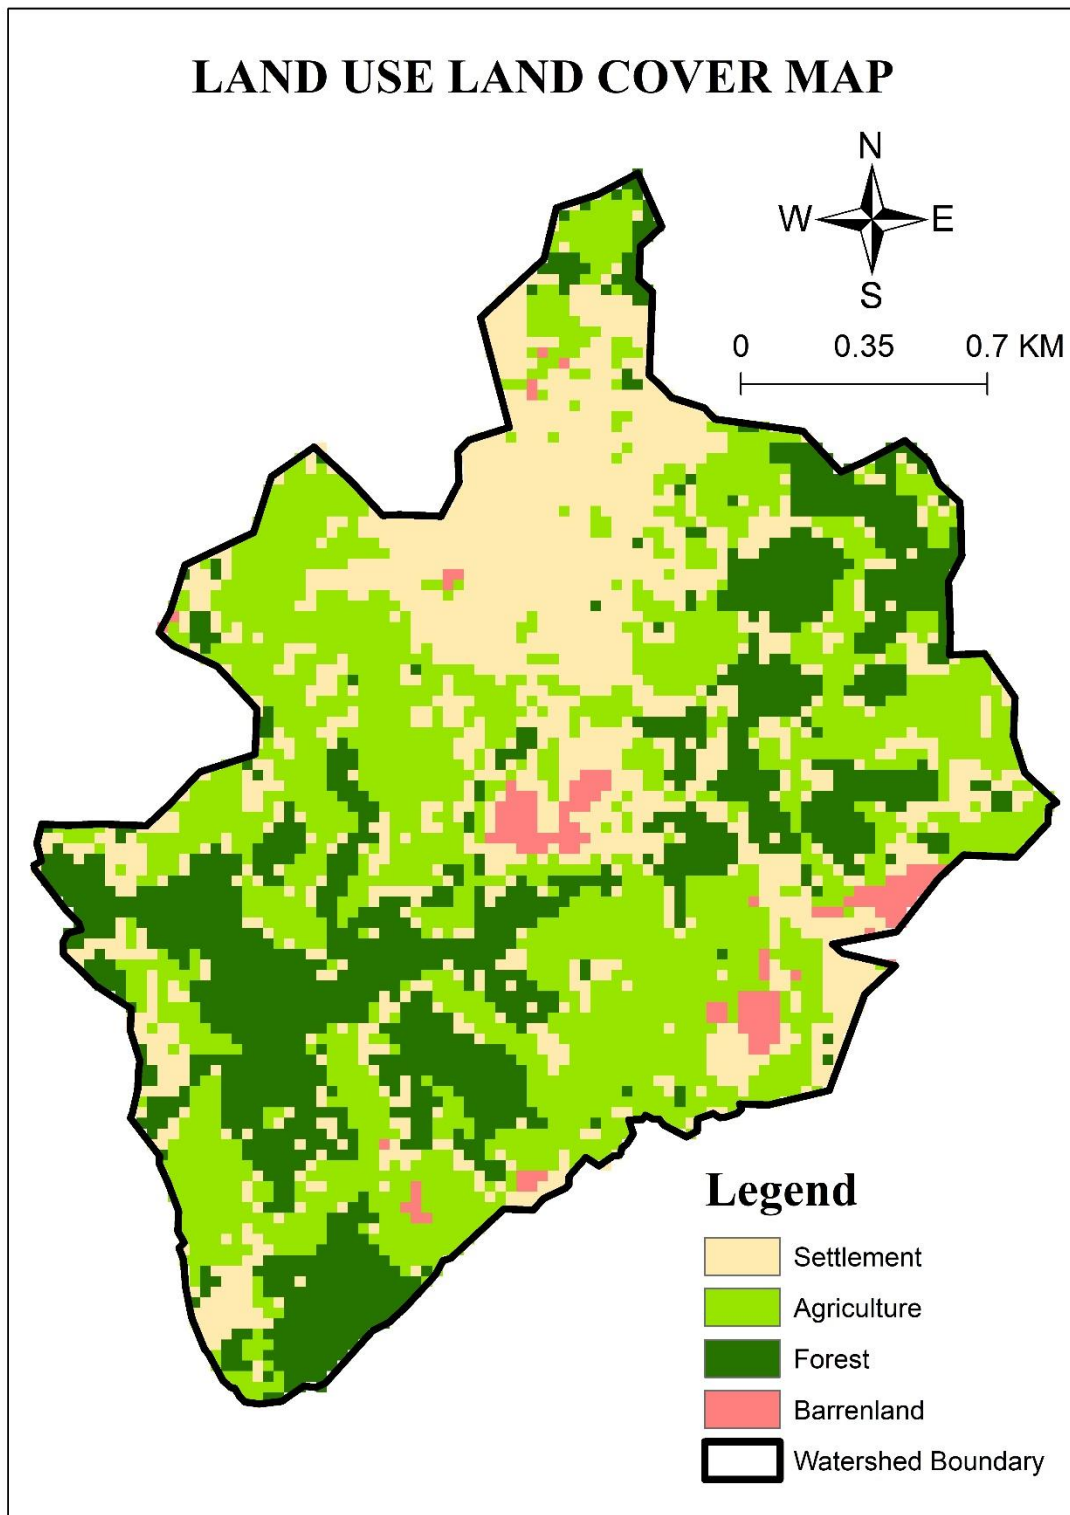 LAND USE LAND COVER MAP
N
W E
S
0 0.35 0.7 KM
Legend
Settlement
Agriculture
Forest
Barrenland
Watershed Boundary